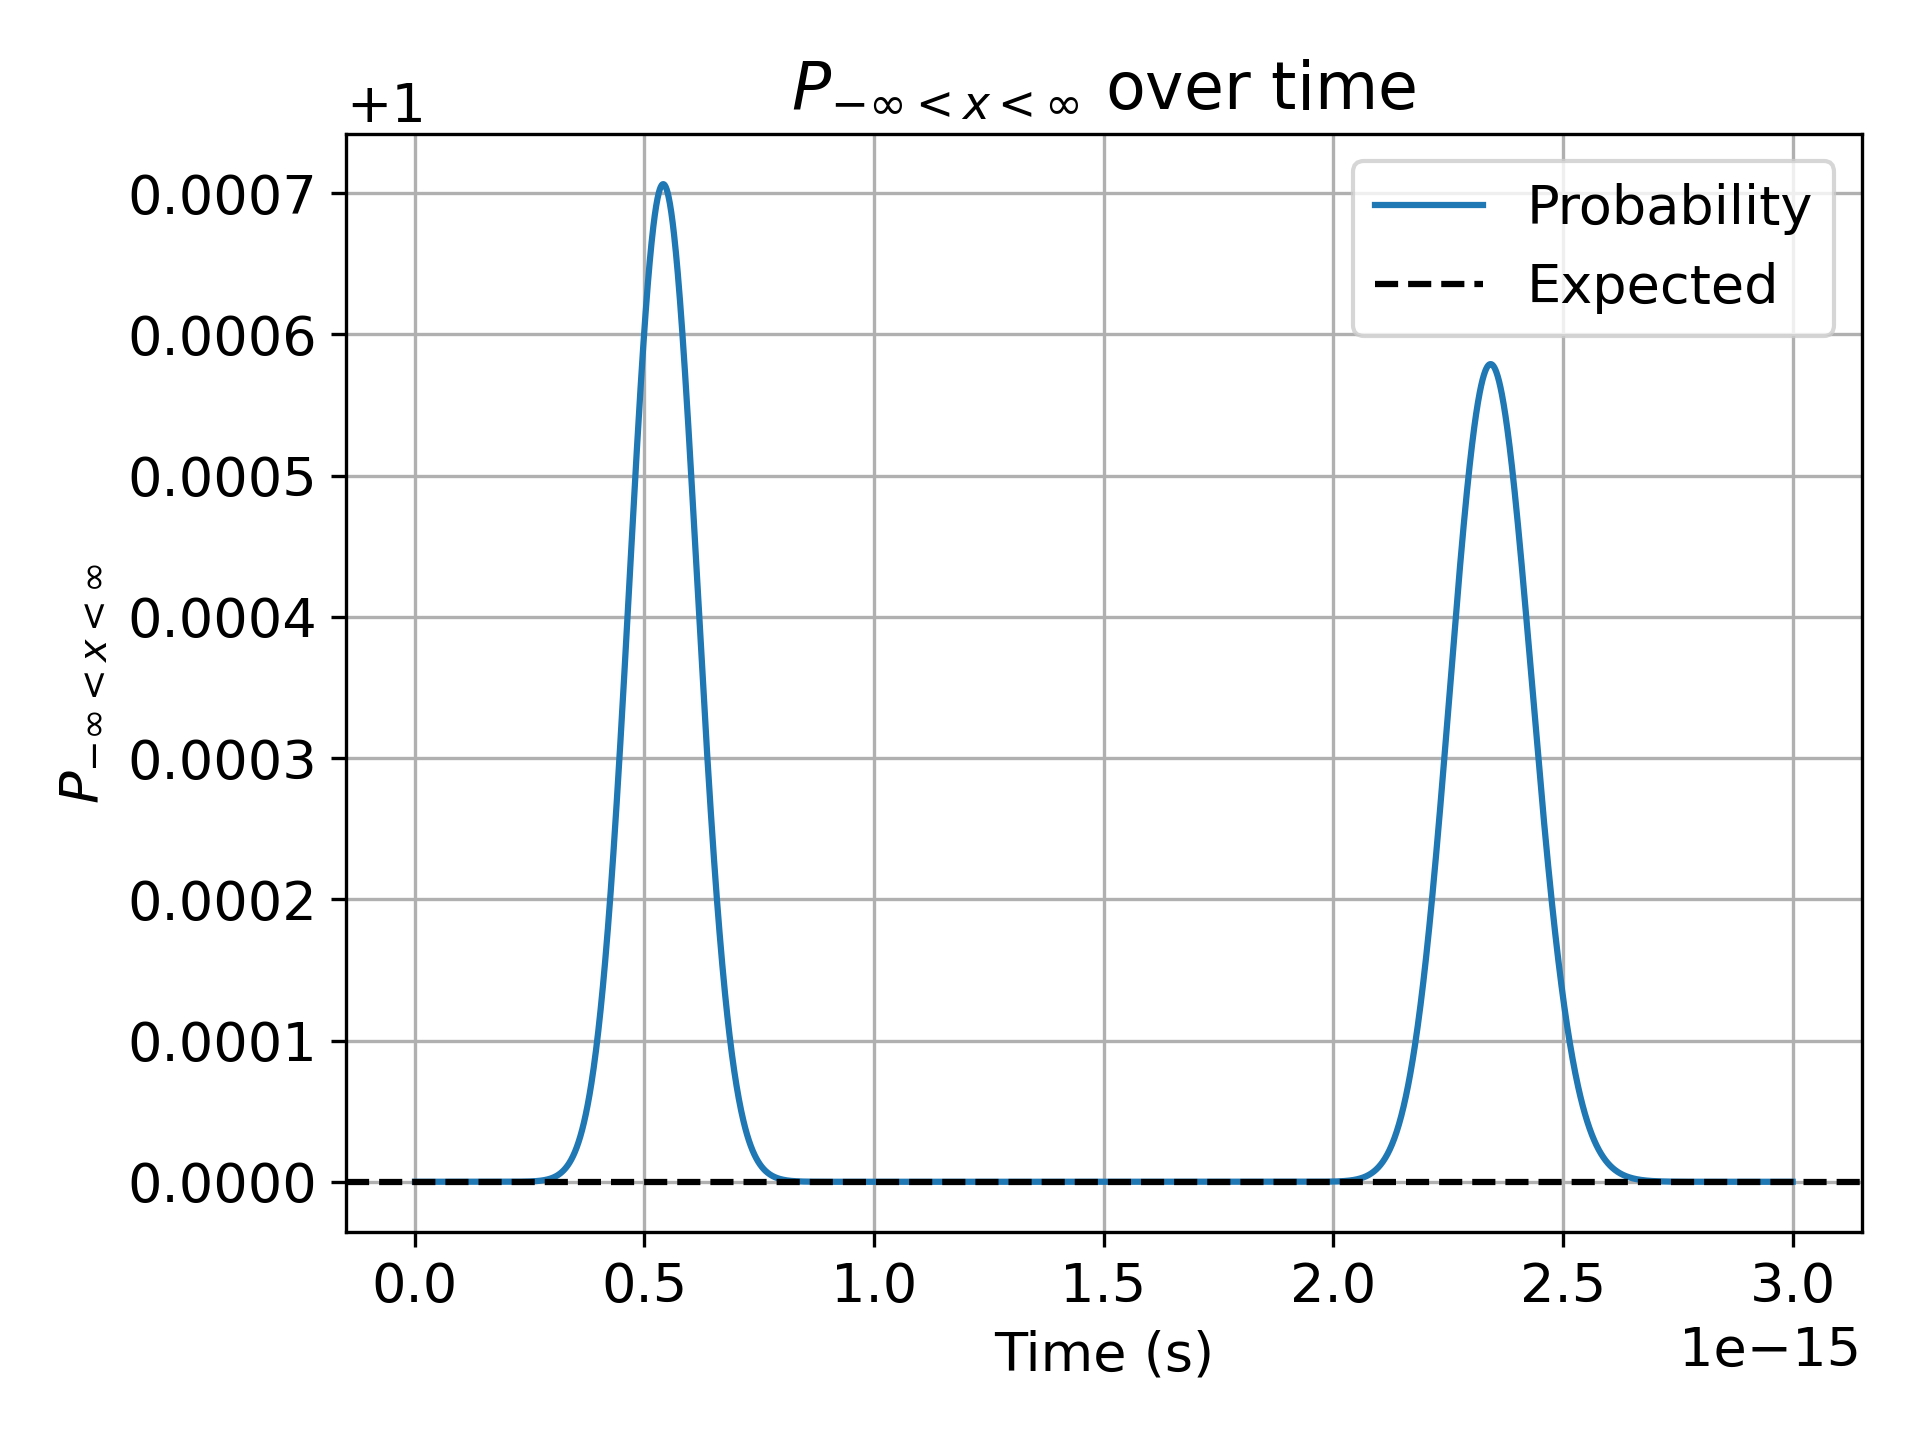 P−∞<x<∞ over time
+1
Probability
Expected
0.0007
0.0006
0.0005
0.0004
0.0003
0.0002
0.0001
0.0000
P−∞<x<∞
0.0 0.5 1.0 1.5 2.0 2.5 3.0
Time (s)
1e−15